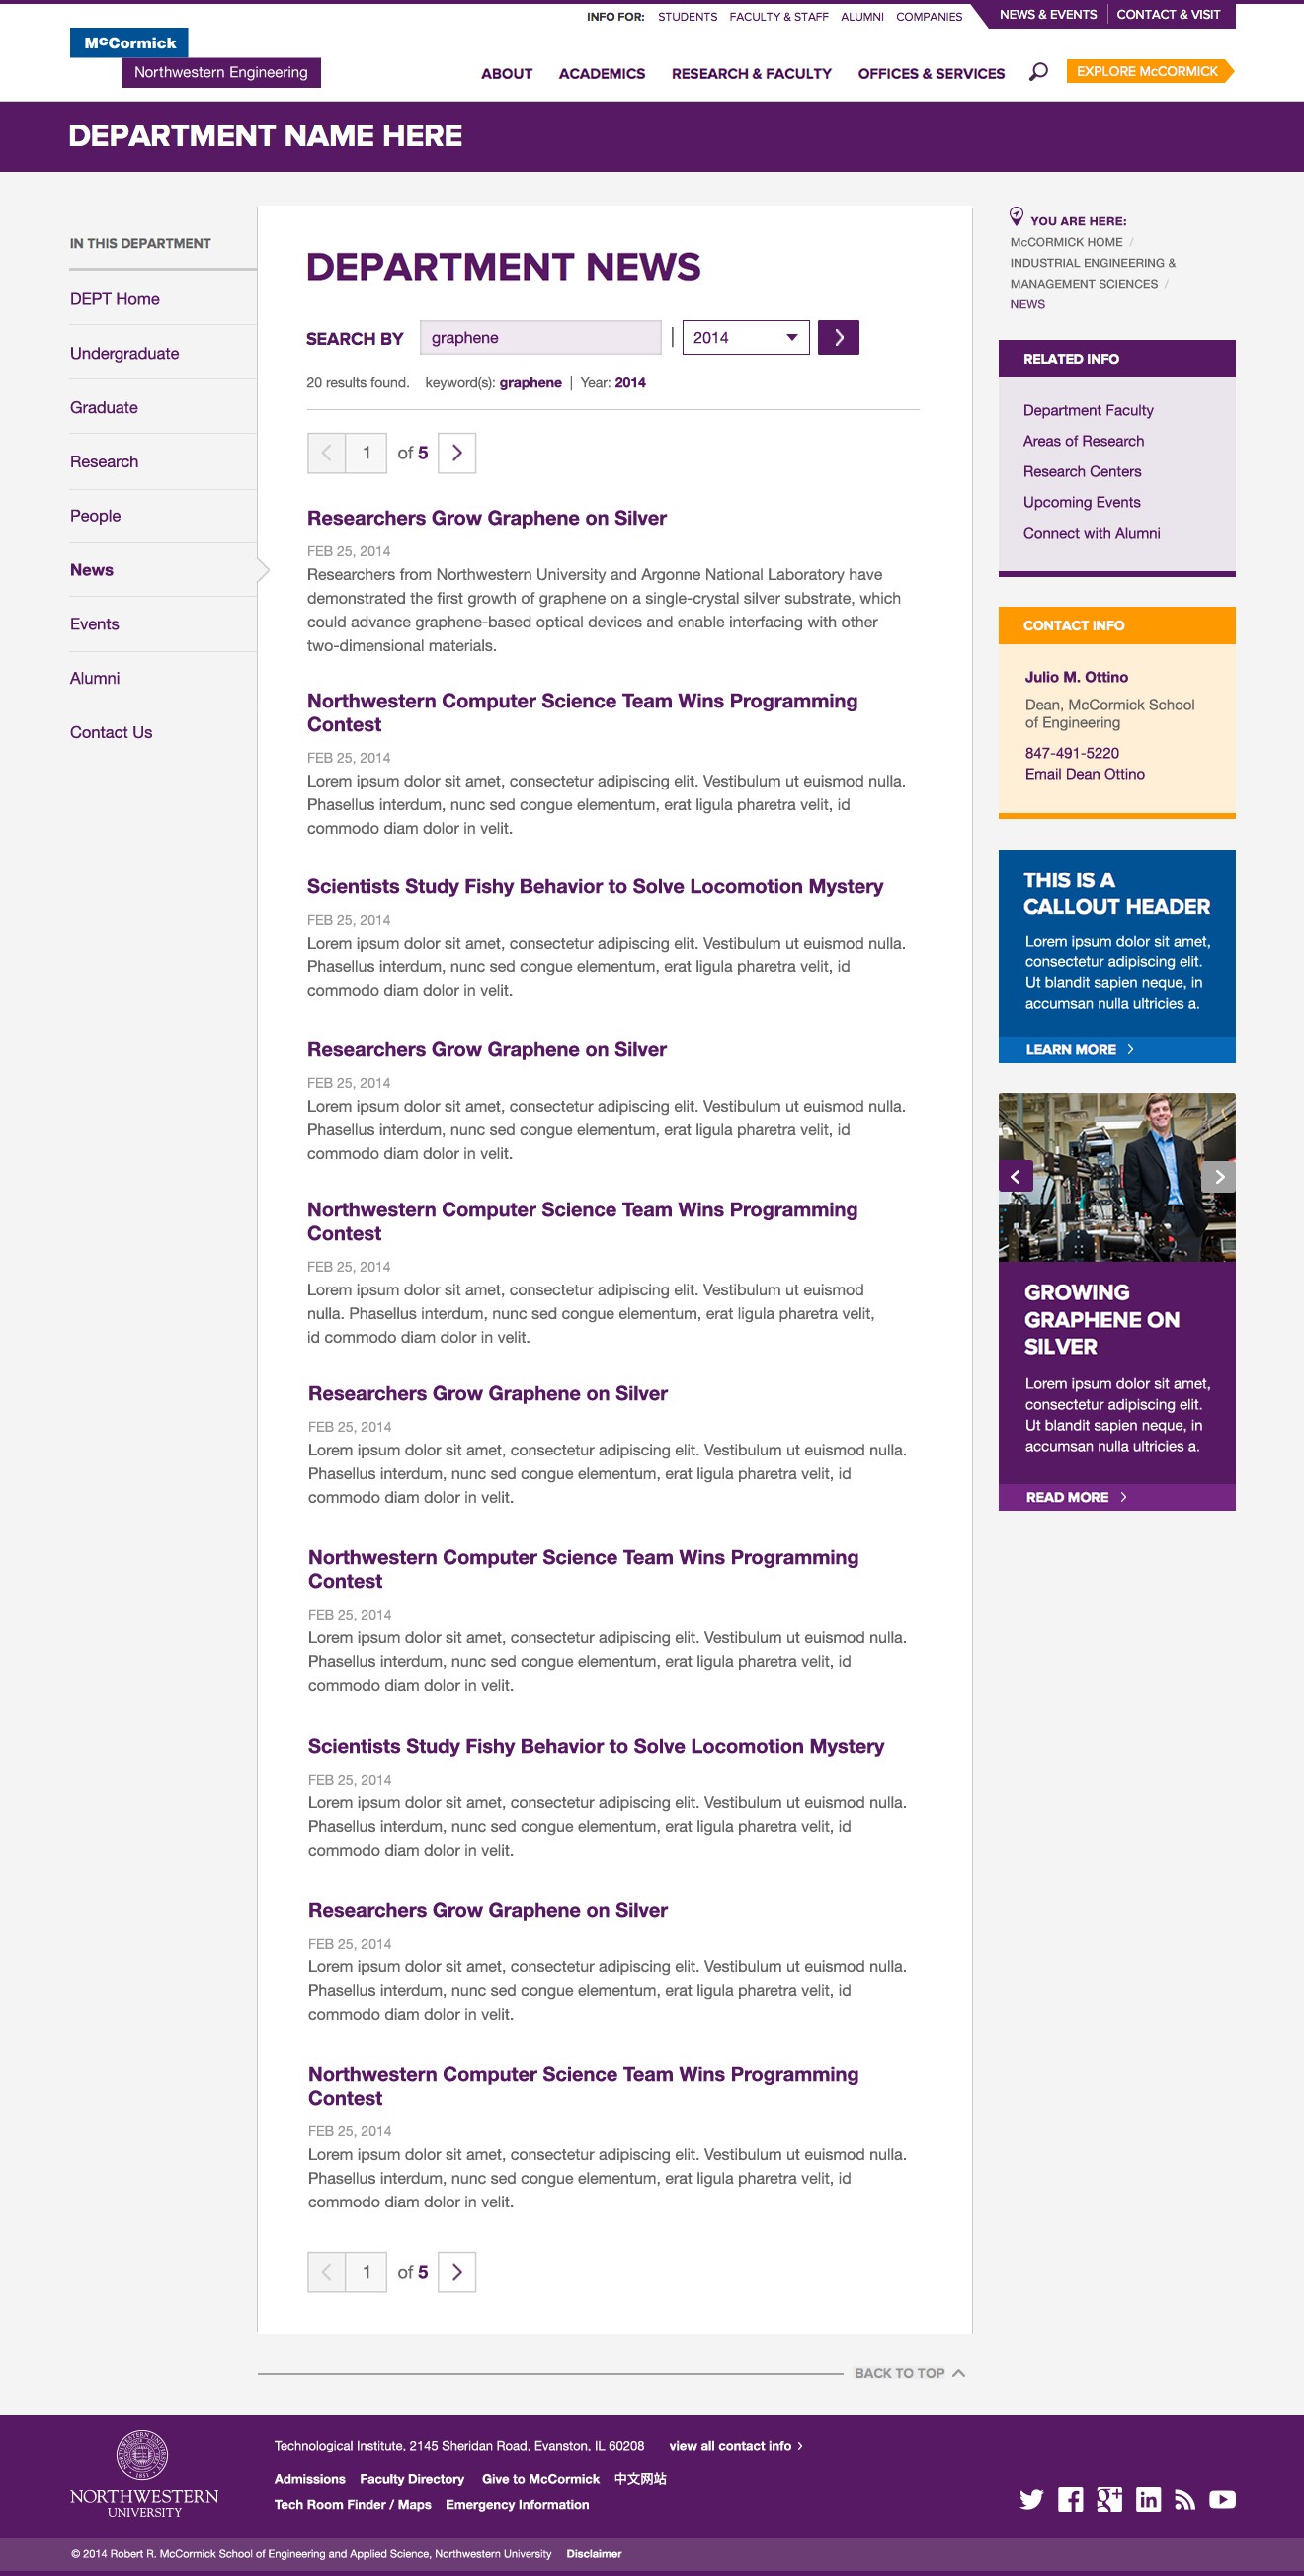 INFO FOR: STUDENTS FACULTY & STAFF ALUMNI COMPANIES NEWS & EVENTS CONTACT & VISIT
McCormick
Northwestern Engineering
ABOUT ACADEMICS RESEARCH & FACULTY OFFICES & SERVICES EXPLORE McCORMICK
DEPARTMENT NAME HERE
IN THIS DEPARTMENT
DEPT Home
Undergraduate
Graduate
Research
People
News
Events
Alumni
Contact Us
DEPARTMENT NEWS
SEARCH BY graphene | 2014
20 results found. keyword(s): graphene | Year: 2014
1 of 5
Researchers Grow Graphene on Silver
FEB 25, 2014
Researchers from Northwestern University and Argonne National Laboratory have
demonstrated the first growth of graphene on a single-crystal silver substrate, which
could advance graphene-based optical devices and enable interfacing with other
two-dimensional materials.
Northwestern Computer Science Team Wins Programming
Contest
FEB 25, 2014
Lorem ipsum dolor sit amet, consectetur adipiscing elit. Vestibulum ut euismod nulla.
Phasellus interdum, nunc sed congue elementum, erat ligula pharetra velit, id
commodo diam dolor in velit.
Scientists Study Fishy Behavior to Solve Locomotion Mystery
FEB 25, 2014
Lorem ipsum dolor sit amet, consectetur adipiscing elit. Vestibulum ut euismod nulla.
Phasellus interdum, nunc sed congue elementum, erat ligula pharetra velit, id
commodo diam dolor in velit.
Researchers Grow Graphene on Silver
FEB 25, 2014
Lorem ipsum dolor sit amet, consectetur adipiscing elit. Vestibulum ut euismod nulla.
Phasellus interdum, nunc sed congue elementum, erat ligula pharetra velit, id
commodo diam dolor in velit.
Northwestern Computer Science Team Wins Programming
Contest
FEB 25, 2014
Lorem ipsum dolor sit amet, consectetur adipiscing elit. Vestibulum ut euismod
nulla. Phasellus interdum, nunc sed congue elementum, erat ligula pharetra velit,
id commodo diam dolor in velit.
Researchers Grow Graphene on Silver
FEB 25, 2014
Lorem ipsum dolor sit amet, consectetur adipiscing elit. Vestibulum ut euismod nulla.
Phasellus interdum, nunc sed congue elementum, erat ligula pharetra velit, id
commodo diam dolor in velit.
Northwestern Computer Science Team Wins Programming
Contest
FEB 25, 2014
Lorem ipsum dolor sit amet, consectetur adipiscing elit. Vestibulum ut euismod nulla.
Phasellus interdum, nunc sed congue elementum, erat ligula pharetra velit, id
commodo diam dolor in velit.
Scientists Study Fishy Behavior to Solve Locomotion Mystery
FEB 25, 2014
Lorem ipsum dolor sit amet, consectetur adipiscing elit. Vestibulum ut euismod nulla.
Phasellus interdum, nunc sed congue elementum, erat ligula pharetra velit, id
commodo diam dolor in velit.
Researchers Grow Graphene on Silver
FEB 25, 2014
Lorem ipsum dolor sit amet, consectetur adipiscing elit. Vestibulum ut euismod nulla.
Phasellus interdum, nunc sed congue elementum, erat ligula pharetra velit, id
commodo diam dolor in velit.
Northwestern Computer Science Team Wins Programming
Contest
FEB 25, 2014
Lorem ipsum dolor sit amet, consectetur adipiscing elit. Vestibulum ut euismod nulla.
Phasellus interdum, nunc sed congue elementum, erat ligula pharetra velit, id
commodo diam dolor in velit.
1 of 5
YOU ARE HERE:
McCORMICK HOME /
INDUSTRIAL ENGINEERING &
MANAGEMENT SCIENCES /
NEWS
RELATED INFO
Department Faculty
Areas of Research
Research Centers
Upcoming Events
Connect with Alumni
CONTACT INFO
Julio M. Ottino
Dean, McCormick School
of Engineering
847-491-5220
Email Dean Ottino
THIS IS A
CALLOUT HEADER
Lorem ipsum dolor sit amet,
consectetur adipiscing elit.
Ut blandit sapien neque, in
accumsan nulla ultricies a.
LEARN MORE
GROWING
GRAPHENE ON
SILVER
Lorem ipsum dolor sit amet,
consectetur adipiscing elit.
Ut blandit sapien neque, in
accumsan nulla ultricies a.
READ MORE
BACK TO TOP
NORTHWESTERN
UNIVERSITY
Technological Institute, 2145 Sheridan Road, Evanston, IL 60208 view all contact info
Admissions Faculty Directory Give to McCormick 中文网站
Tech Room Finder / Maps Emergency Information
© 2014 Robert R. McCormick School of Engineering and Applied Science, Northwestern University Disclaimer